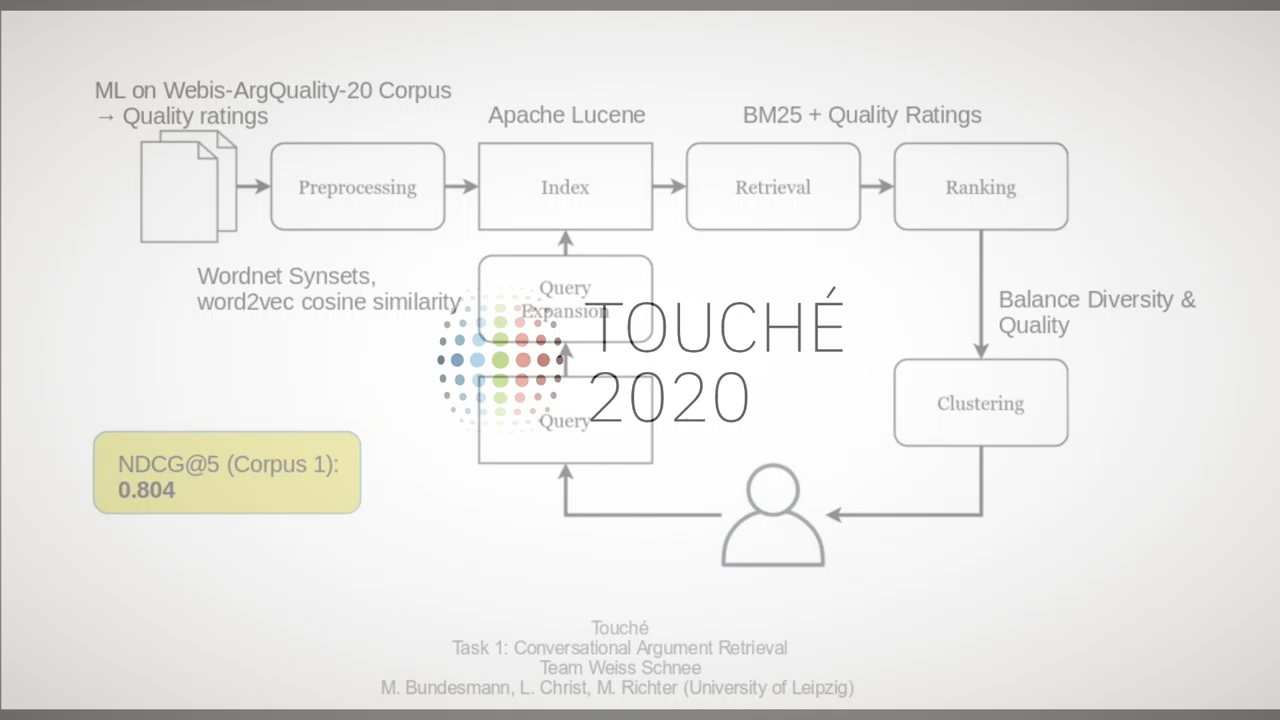 ML on Webis-ArgQuality-20 Corpus
→ Quality ratings
Apache Lucene
BM25 + Quality Ratings
Preprocessing
Index
Retrieval
Ranking
Wordnet Synsets,
word2vec cosine similarity
Query
Expansion
Balance Diversity &
Quality
TOUCHÉ
2020
Query
Clustering
NDCG@5 (Corpus 1):
0.804
Touché
Task 1: Conversational Argument Retrieval
Team Weiss Schnee
M. Bundesmann, L. Christ, M. Richter (University of Leipzig)